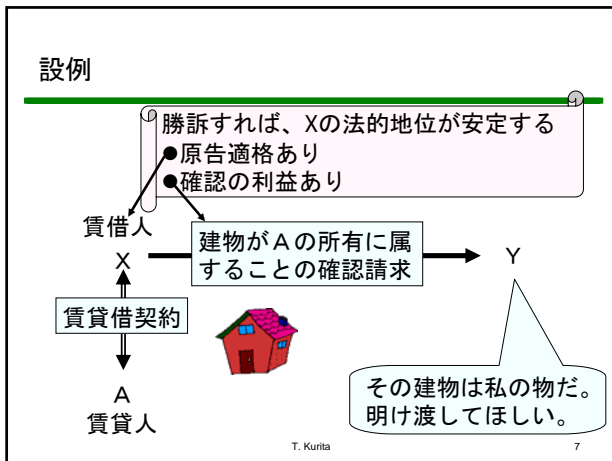 設例
勝訴すれば、Xの法的地位が安定する
●原告適格あり
●確認の利益あり
賃借人
X
建物がAの所有に属
することの確認請求
Y
賃貸借契約
A
賃貸人
その建物は私の物だ。
明け渡してほしい。
T. Kurita
7